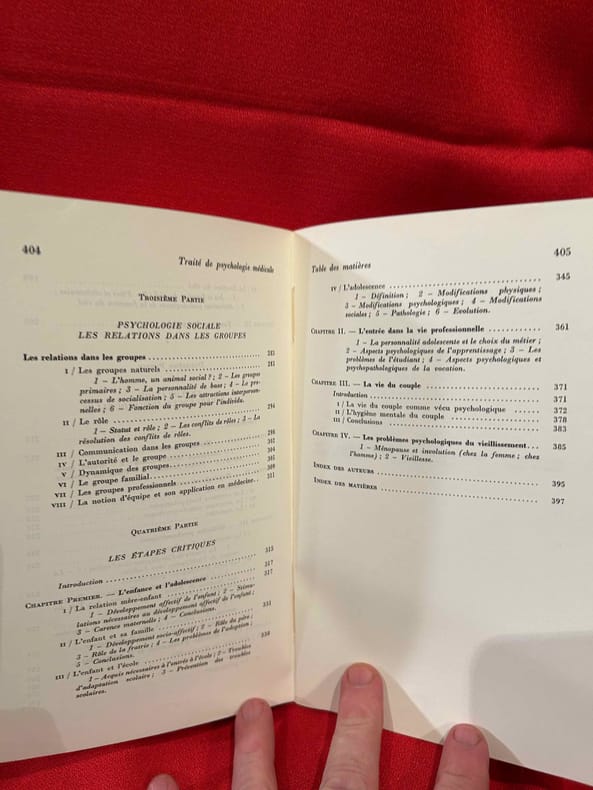 404
Traité de psychologie médicale
TROISIÈME PARTIE
PSYCHOLOGIE SOCIALE
LES RELATIONS DANS LES GROUPES
Les relations dans les groupes
I / Les groupes naturels
1 – L'homme, un animal social ? ; 2 – Les groupes
primaires ; 3 – La personnalité de base ; 4 – Le pro-
cessus de socialisation ; 5 – Les attractions interperson-
nelles ; 6 – Fonction du groupe pour l'individu.
II / Le rôle 294
1 – Statut et rôle ; 2 – Les conflits de rôles ; 4 – La
résolution des conflits de rôles.
III / Communication dans les groupes 298
IV / L'autorité et le groupe 302
V / Dynamique des groupes 304
VI / Le groupe familial 305
VII / Les groupes professionnels 309
VIII / La notion d'équipe et son application en médecine 311
QUATRIÈME PARTIE
LES ÉTAPES CRITIQUES
Introduction 315
CHAPITRE PREMIER. — L'enfance et l'adolescence 317
I / La relation mère-enfant 317
1 – Développement affectif de l'enfant ; 2 – Stimu-
lations nécessaires au développement affectif de l'enfant ;
3 – Carence maternelle ; 4 – Conclusions.
II / L'enfant et sa famille 331
1 – Développement socio-affectif ; 2 – Rôle du père ;
3 – Rôle de la fratrie ; 4 – Les problèmes de l'adoption ;
5 – Conclusions.
III / L'enfant et l'école
1 – Acquis nécessaires à l'entrée à l'école ; 2 – Troubles
d'adaptation scolaire ; 3 – Prévention des troubles
scolaires.
Table des matières
405
IV / L'adolescence 345
1 – Définition ; 2 – Modifications physiques ;
3 – Modifications psychologiques ; 4 – Modifications
sociales ; 5 – Pathologie ; 6 – Evolution.
CHAPITRE II. — L'entrée dans la vie professionnelle 361
1 – La personnalité adolescente et le choix du métier ;
2 – Aspects psychologiques de l'apprentissage ; 3 – Les
problèmes de l'étudiant ; 4 – Aspects psychologiques et
psychopathologiques de la vocation.
CHAPITRE III. — La vie du couple 371
Introduction 371
I / La vie du couple comme vécu psychologique 372
II / L'hygiène mentale du couple 378
III / Conclusions 383
CHAPITRE IV. — Les problèmes psychologiques du vieillissement 385
1 – Ménopause et involution (chez la femme ; chez
l'homme) ; 2 – Vieillesse.
INDEX DES AUTEURS 395
INDEX DES MATIÈRES 397